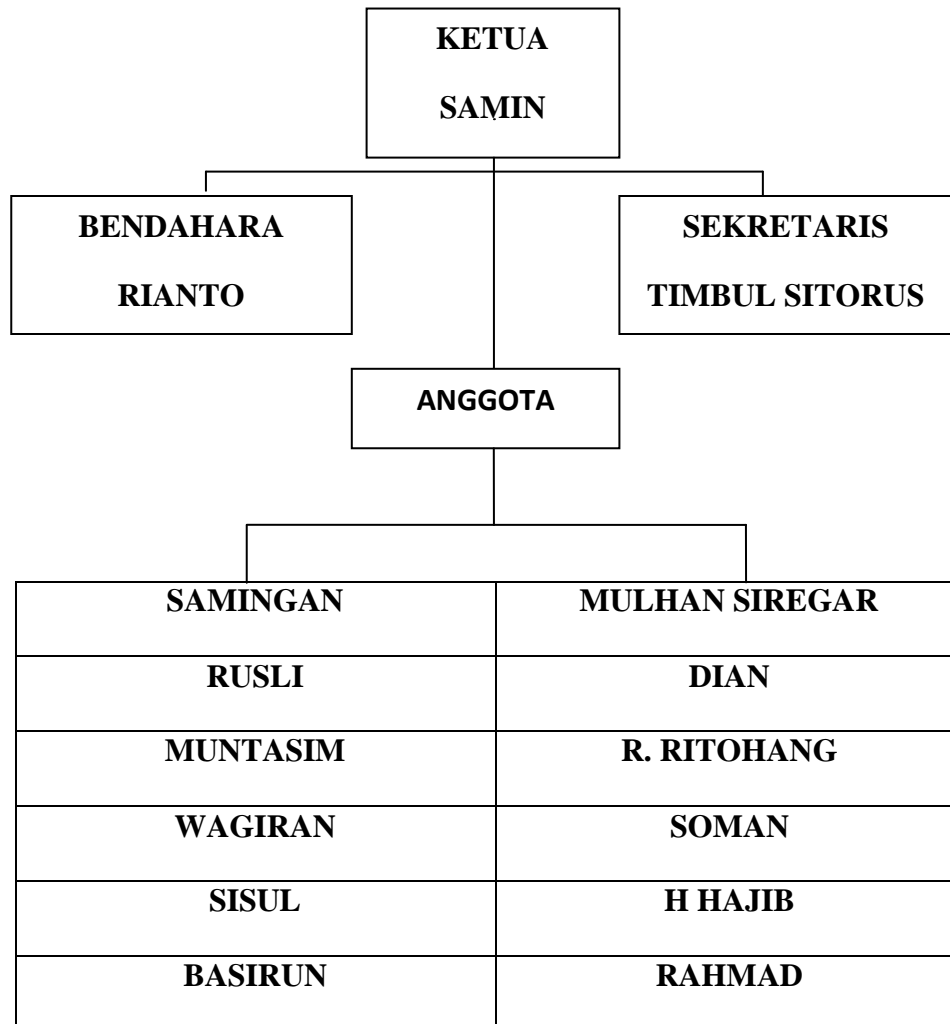 KETUA
SAMIN
BENDAHARA
RIANTO
SEKRETARIS
TIMBUL SITORUS
ANGGOTA
SAMINGAN MULHAN SIREGAR
RUSLI DIAN
MUNTASIM R. RITOHANG
WAGIRAN SOMAN
SISUL H HAJIB
BASIRUN RAHMAD